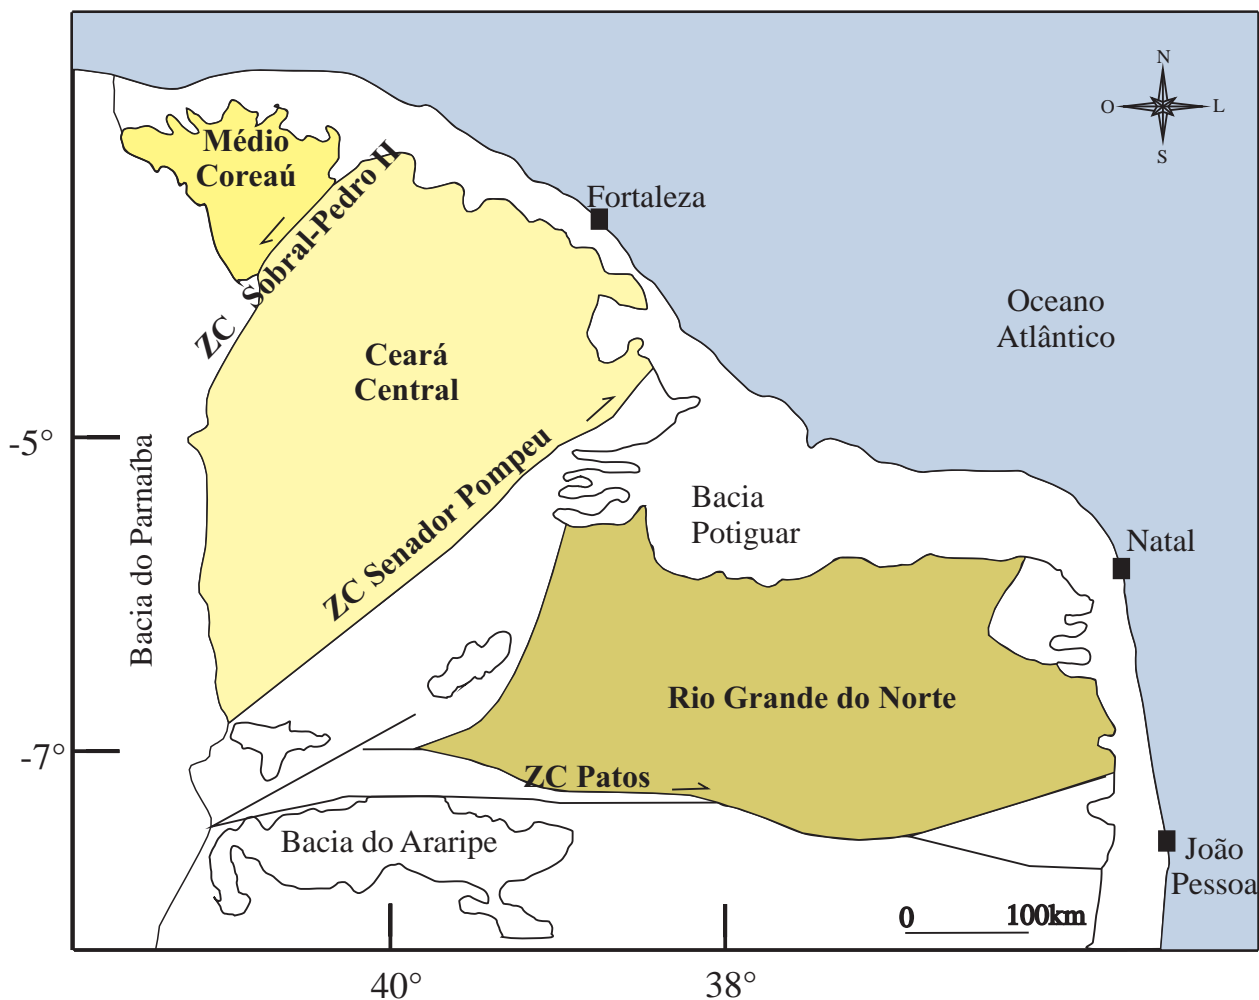 N
O
L
S
Médio
Coreaú
ZC Sobral-Pedro II
Fortaleza
Oceano
Atlântico
Ceará
Central
-5°
Bacia do Parnaíba
ZC Senador Pompeu
Bacia
Potiguar
Natal
Rio Grande do Norte
-7°
ZC Patos
Bacia do Araripe
João
Pessoa
0
100km
40°
38°